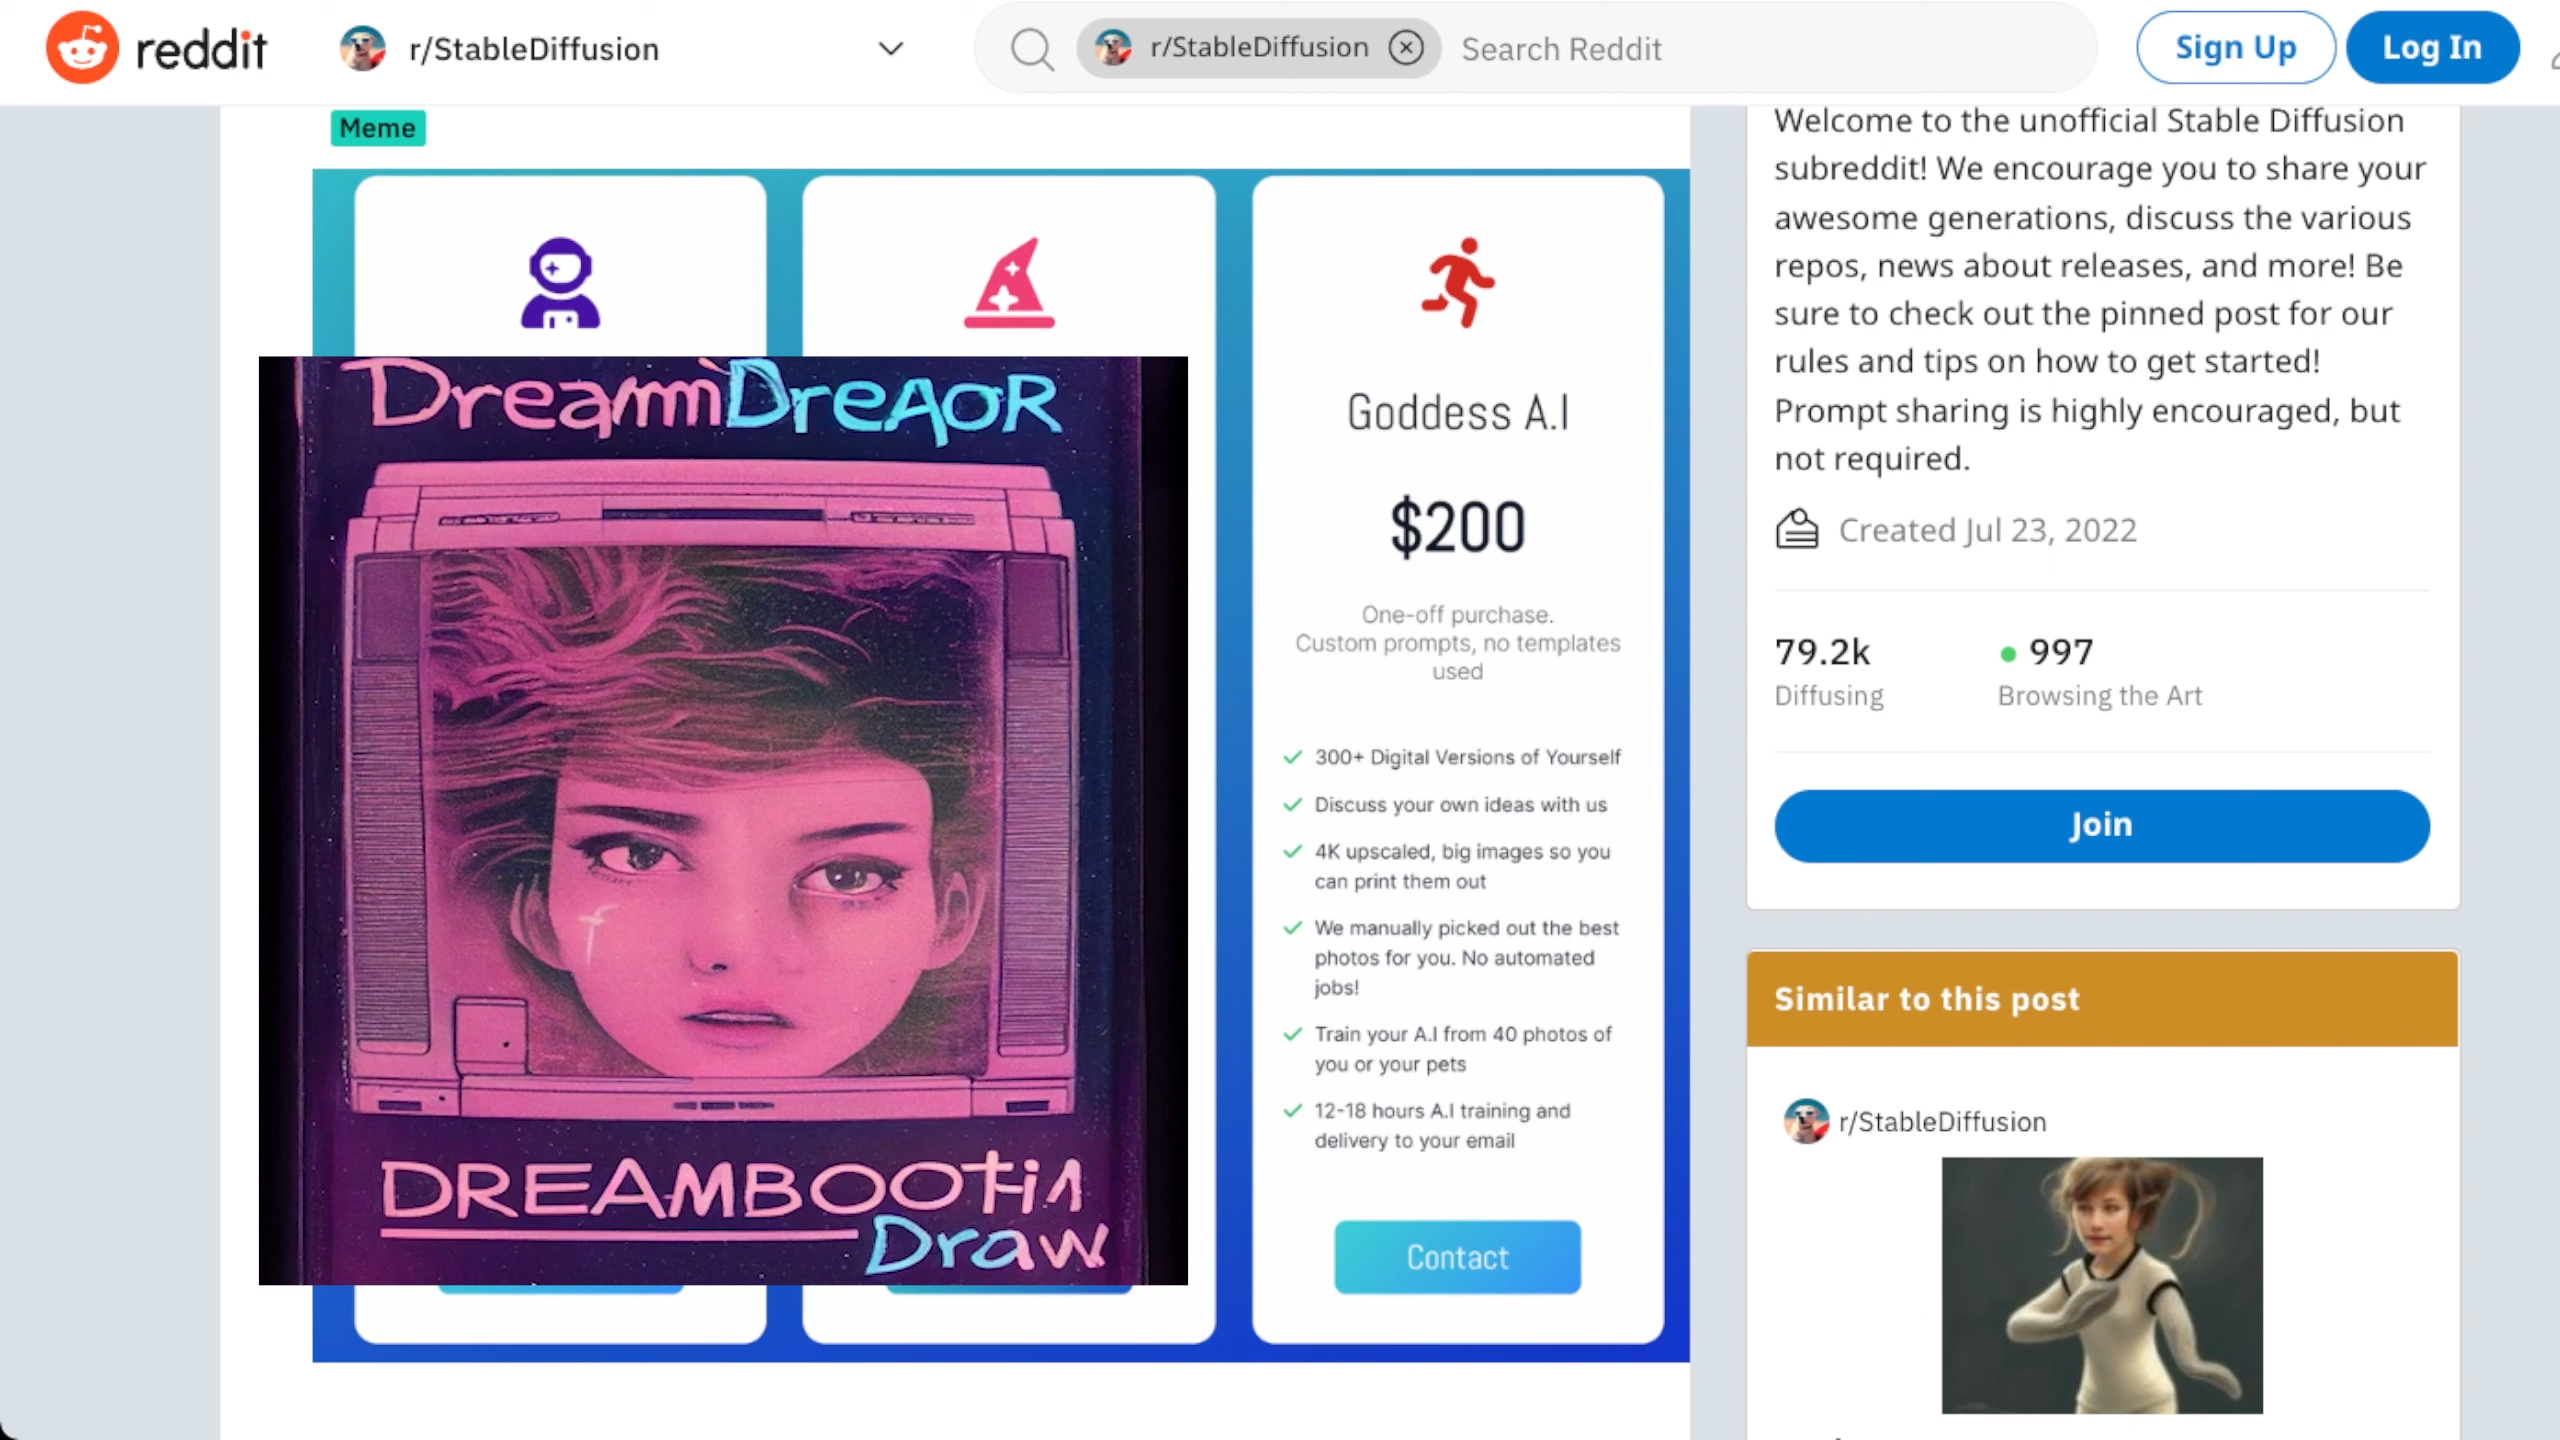 reddit
r/StableDiffusion
r/StableDiffusion
Search Reddit
Sign Up
Log In
Meme
DreamnDreAOR
DREAMBOOTiA
Draw
Goddess A.I
$200
One-off purchase.
Custom prompts, no templates
used
300+ Digital Versions of Yourself
Discuss your own ideas with us
4K upscaled, big images so you
can print them out
We manually picked out the best
photos for you. No automated
jobs!
Train your A.I from 40 photos of
you or your pets
12-18 hours A.I training and
delivery to your email
Contact
Welcome to the unofficial Stable Diffusion
subreddit! We encourage you to share your
awesome generations, discuss the various
repos, news about releases, and more! Be
sure to check out the pinned post for our
rules and tips on how to get started!
Prompt sharing is highly encouraged, but
not required.
Created Jul 23, 2022
79.2k
997
Diffusing
Browsing the Art
Join
Similar to this post
r/StableDiffusion